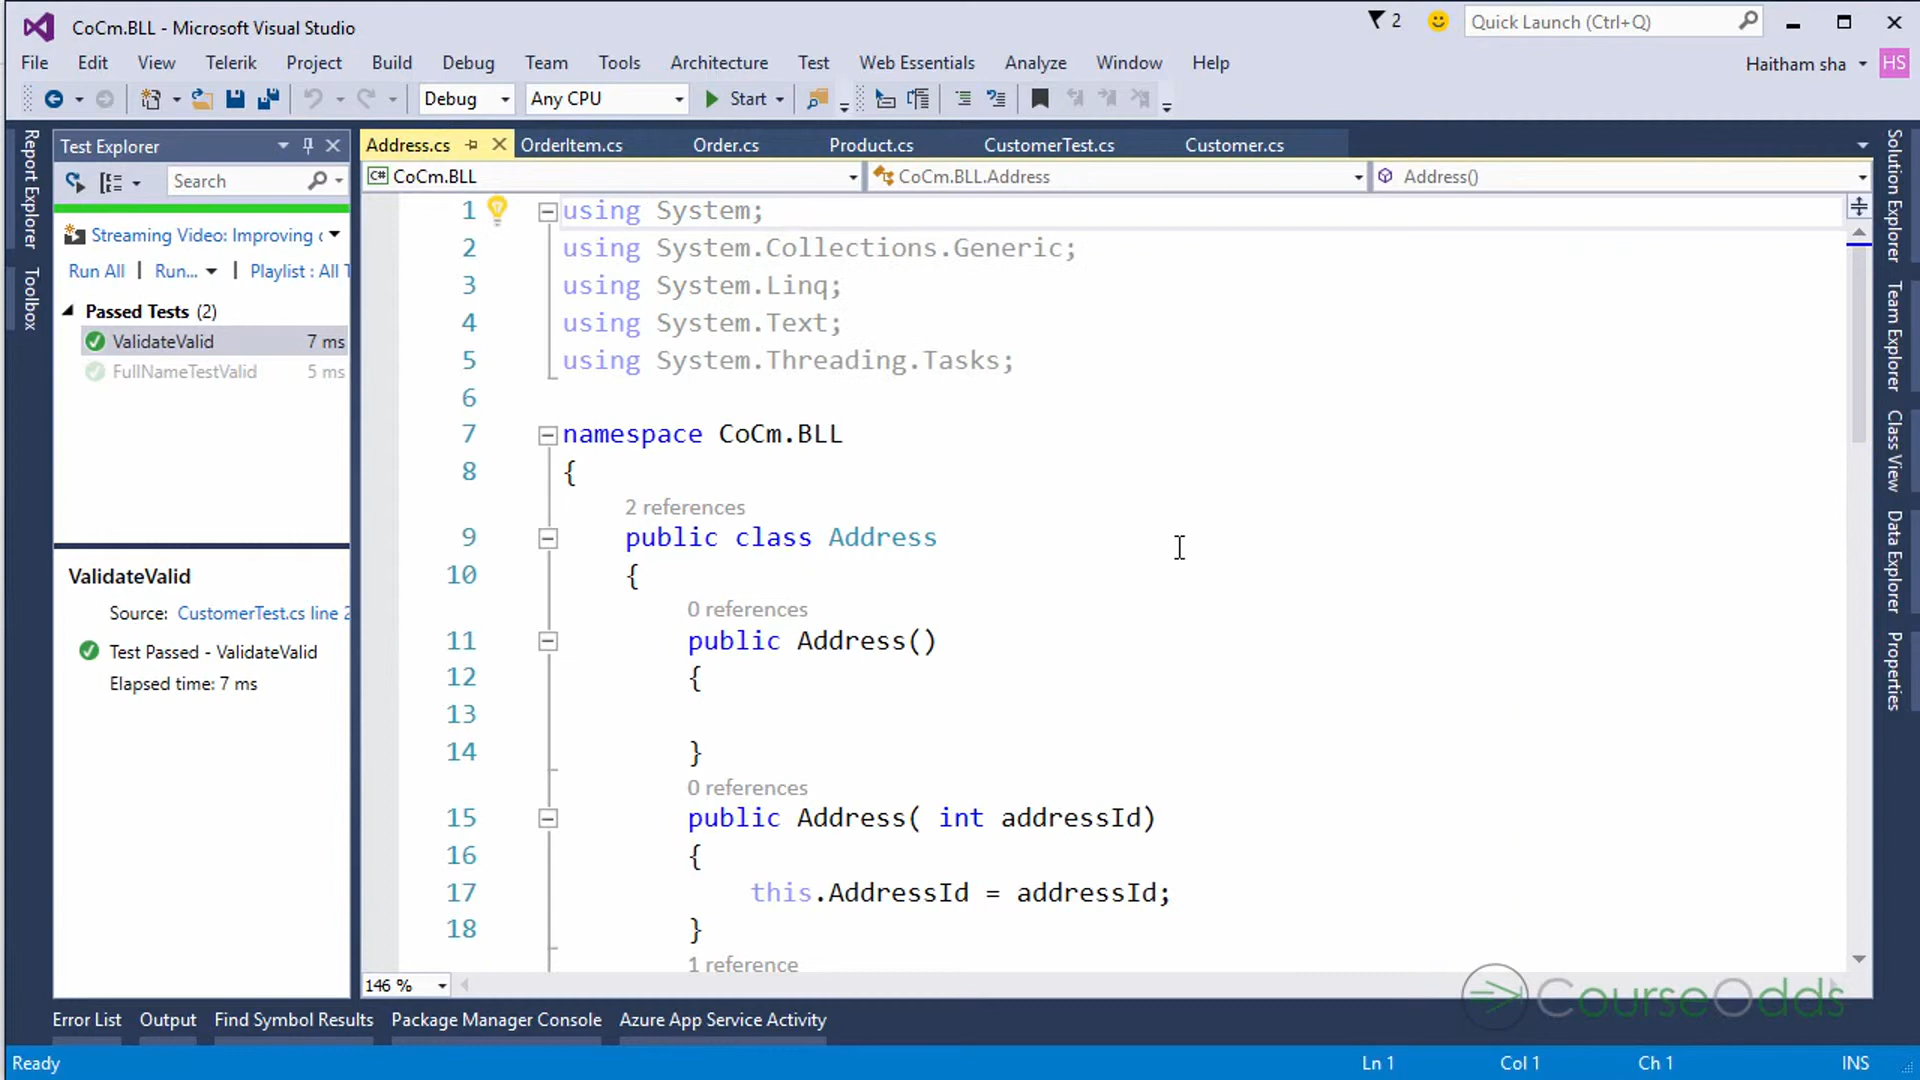 CoCm.BLL - Microsoft Visual Studio
2
Quick Launch (Ctrl+Q)
File Edit View Telerik Project Build Debug Team Tools Architecture Test Web Essentials Analyze Window Help
Haitham sha HS
Debug Any CPU Start
Report Explorer
Toolbox
Test Explorer
Search
Streaming Video: Improving c
Run All | Run... | Playlist : All T
Passed Tests (2)
ValidateValid 7 ms
FullNameTestValid 5 ms
ValidateValid
Source: CustomerTest.cs line 2
Test Passed - ValidateValid
Elapsed time: 7 ms
Address.cs OrderItem.cs Order.cs Product.cs CustomerTest.cs Customer.cs
C# CoCm.BLL CoCm.BLL.Address Address()
1 using System;
2 using System.Collections.Generic;
3 using System.Linq;
4 using System.Text;
5 using System.Threading.Tasks;
6
7 namespace CoCm.BLL
8 {
2 references
9 public class Address
10 {
0 references
11 public Address()
12 {
13
14 }
0 references
15 public Address( int addressId)
16 {
17 this.AddressId = addressId;
18 }
1 reference
146 %
Solution Explorer
Team Explorer
Class View
Data Explorer
Properties
CourseOdds
Error List Output Find Symbol Results Package Manager Console Azure App Service Activity
Ready Ln 1 Col 1 Ch 1 INS